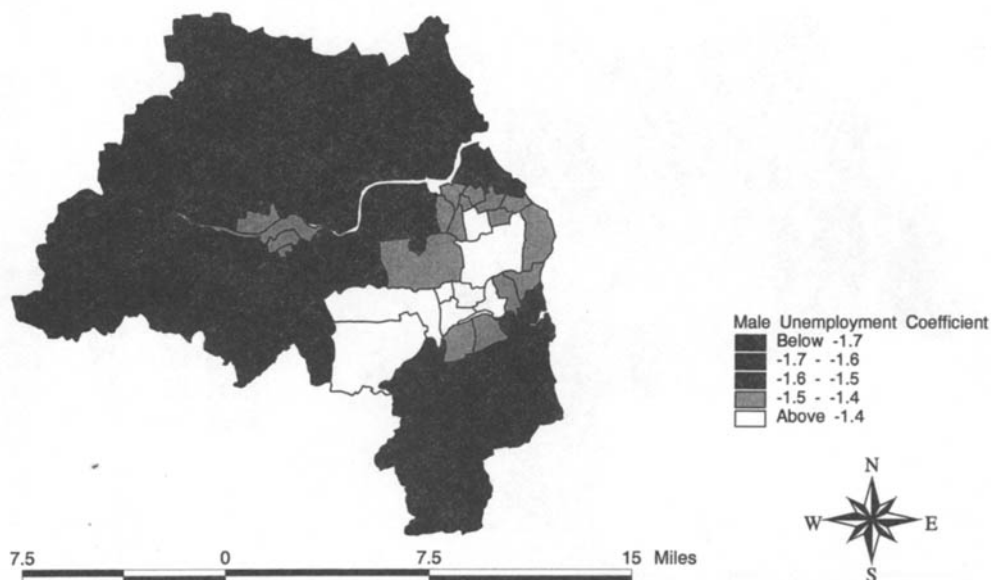 Male Unemployment Coefficient
Below -1.7
-1.7 - -1.6
-1.6 - -1.5
-1.5 - -1.4
Above -1.4
N
W E
S
7.5 0 7.5 15 Miles